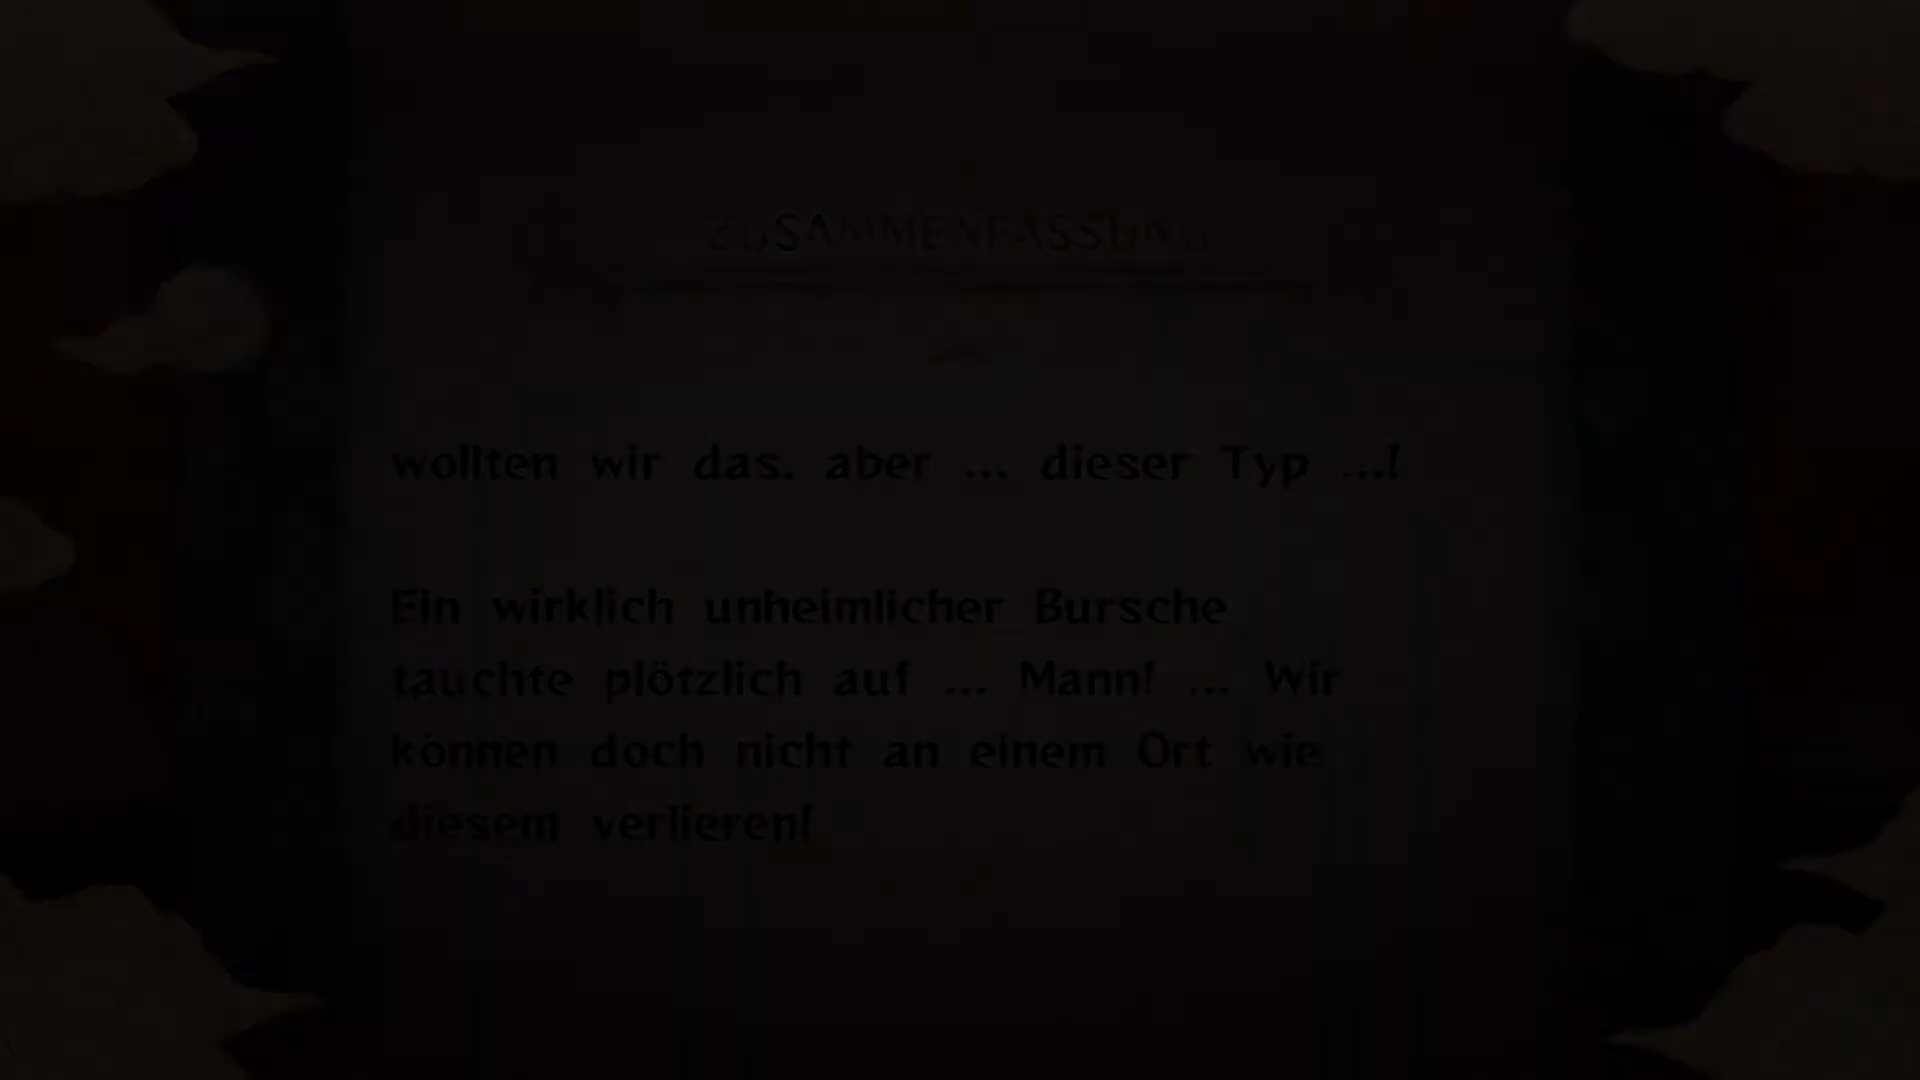 ZUSAMMENFASSUNG
wollten wir das. aber ... dieser Typ ...!
Ein wirklich unheimlicher Bursche
tauchte plötzlich auf ... Mann! ... Wir
können doch nicht an einem Ort wie
diesem verlieren!